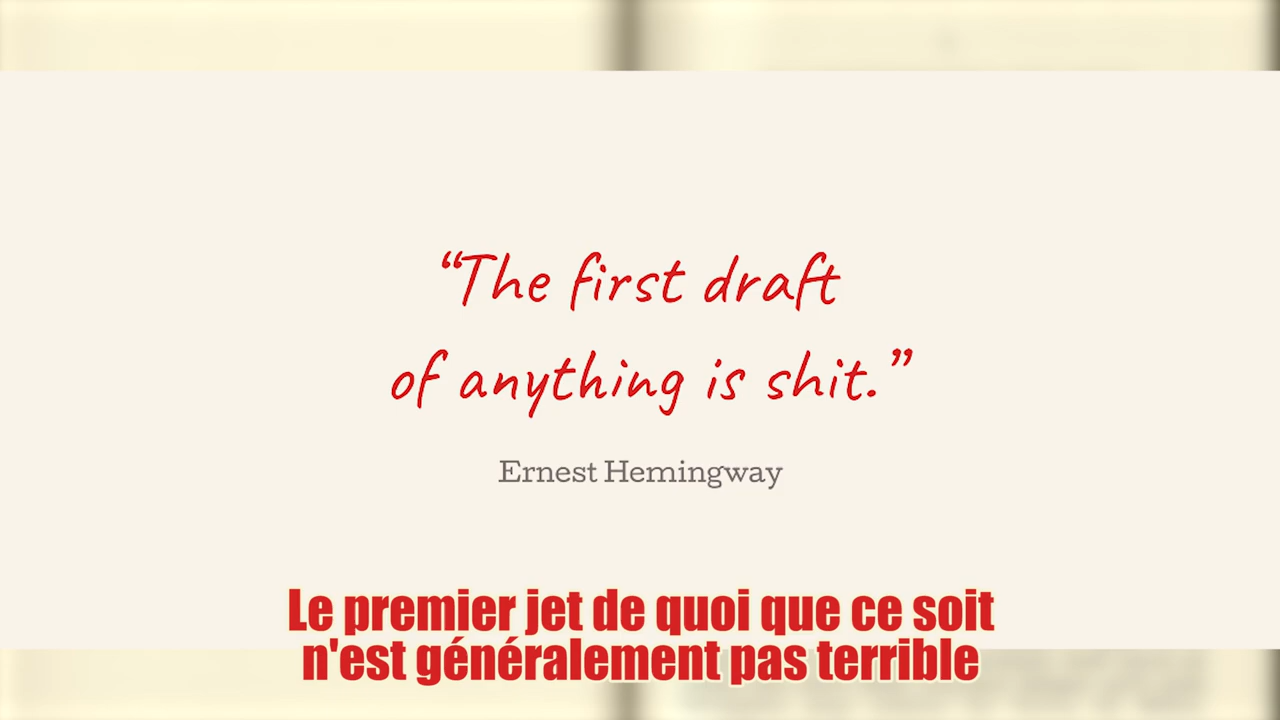 “The first draft
of anything is shit.”
Ernest Hemingway
Le premier jet de quoi que ce soit
n'est généralement pas terrible